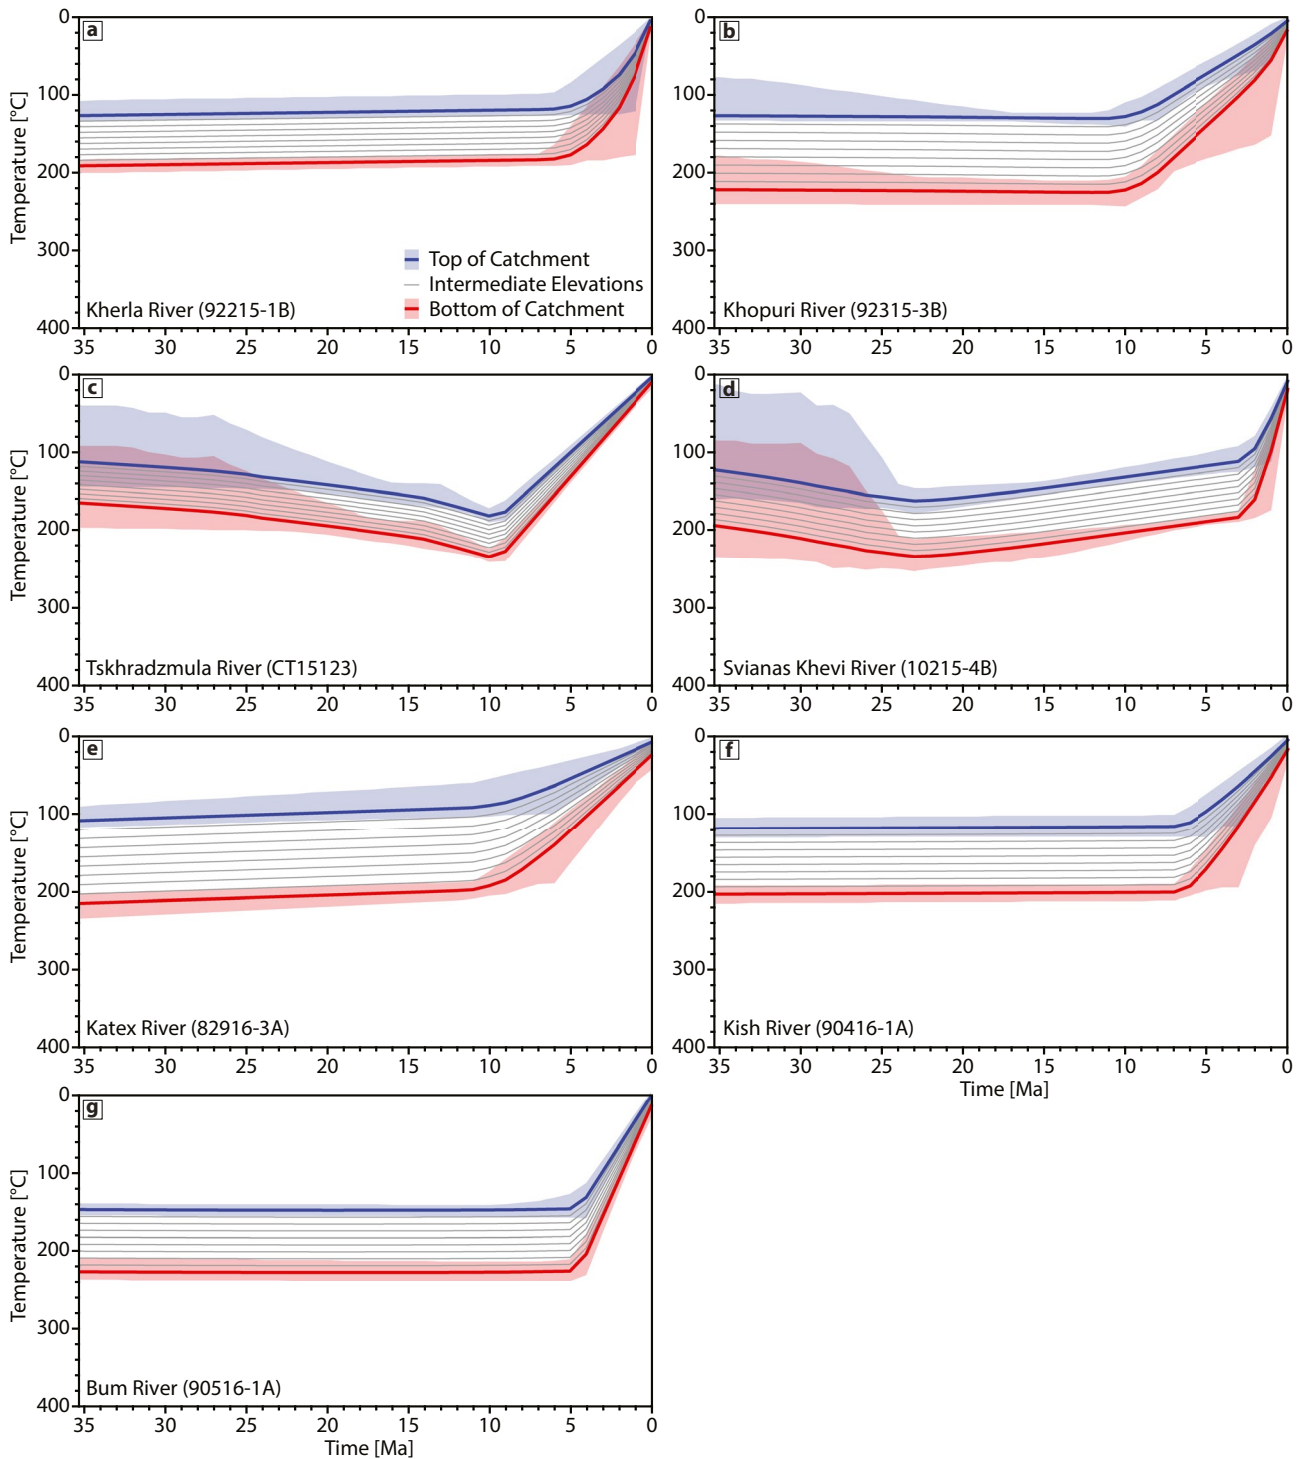 a
0
100
200
300
400
Temperature [°C]
Top of Catchment
Intermediate Elevations
Bottom of Catchment
Kherla River (92215-1B)
35 30 25 20 15 10 5 0
b
0
100
200
300
400
Khopuri River (92315-3B)
35 30 25 20 15 10 5 0
c
0
100
200
300
400
Temperature [°C]
Tskhradzmula River (CT15123)
35 30 25 20 15 10 5 0
d
0
100
200
300
400
Svianas Khevi River (10215-4B)
35 30 25 20 15 10 5 0
e
0
100
200
300
400
Temperature [°C]
Katex River (82916-3A)
35 30 25 20 15 10 5 0
f
0
100
200
300
400
Kish River (90416-1A)
35 30 25 20 15 10 5 0
Time [Ma]
g
0
100
200
300
400
Temperature [°C]
Bum River (90516-1A)
35 30 25 20 15 10 5 0
Time [Ma]